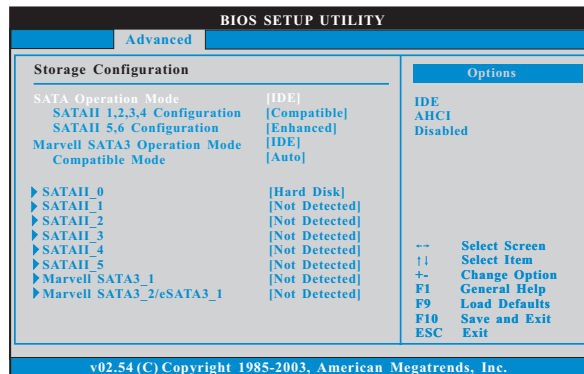 BIOS SETUP UTILITY
Advanced
Storage Configuration
SATA Operation Mode [IDE]
SATAII 1,2,3,4 Configuration [Compatible]
SATAII 5,6 Configuration [Enhanced]
Marvell SATA3 Operation Mode [IDE]
Compatible Mode [Auto]
SATAII_0 [Hard Disk]
SATAII_1 [Not Detected]
SATAII_2 [Not Detected]
SATAII_3 [Not Detected]
SATAII_4 [Not Detected]
SATAII_5 [Not Detected]
Marvell SATA3_1 [Not Detected]
Marvell SATA3_2/eSATA3_1 [Not Detected]
Options
IDE
AHCI
Disabled
←→ Select Screen
↑↓ Select Item
+- Change Option
F1 General Help
F9 Load Defaults
F10 Save and Exit
ESC Exit
v02.54 (C) Copyright 1985-2003, American Megatrends, Inc.